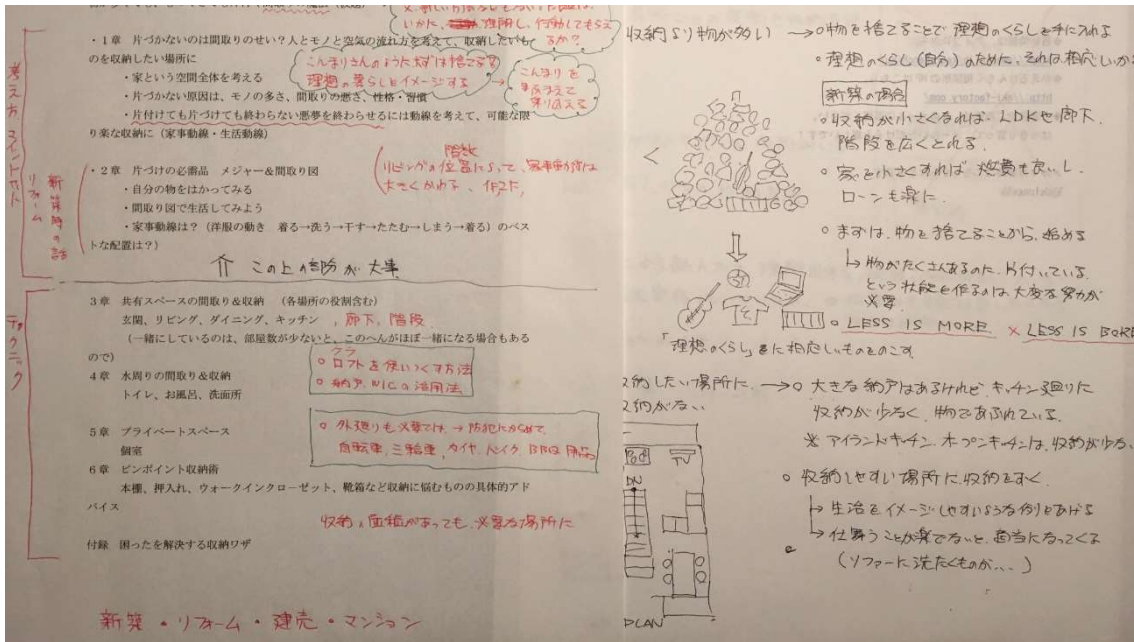 いかに、理解し、行動してもらえるか?
・1章 片づかないのは間取りのせい?人とモノと空気の流れ方を考えて、収納したいも
のを収納したい場所に
こんまりさんのように まずは捨てる
理想の暮らしをイメージする
こんまりを
ふまえて
乗りこえる
・家という空間全体を考える
・片づかない原因は、モノの多さ、間取りの悪さ、性格・習慣
・片付けても片づけても終わらない悪夢を終わらせるには動線を考えて、可能な限
り楽な収納に(家事動線・生活動線)
考え方
マインドセット
新築時の話
リフォーム
・2章 片づけの必需品 メジャー&間取り図
・自分の物をはかってみる
・間取り図で生活してみよう
・家事動線は?(洋服の動き 着る→洗う→干す→たたむ→しまう→着る)のベス
トな配置は?)
階段
リビングの位置によって、家事動線は
大きくかわる、
この上の部分が大事
テクニック
3章 共有スペースの間取り&収納 (各場所の役割含む)
玄関、リビング、ダイニング、キッチン、廊下、階段
(一緒にしているのは、部屋数が少ないと、このへんがほぼ一緒になる場合もある
ので)
○ロフトを使いつくす方法
○納戸、WICの活用法
4章 水周りの間取り&収納
トイレ、お風呂、洗面所
○外廻りも必要では →防犯にからめて、
自転車、三輪車、タイヤ、バイク、BBQ用品
5章 プライベートスペース
個室
6章 ピンポイント収納術
本棚、押入れ、ウォークインクローゼット、靴箱など収納に悩むものの具体的アド
バイス
収納、面積があっても、必要な場所に
付録 困ったを解決する収納ワザ
新築・リフォーム・建売・マンション
収納より物が多い →○物を捨てることで理想のくらしを手に入れる
○理想のくらし(自分)のために、それは相応しいか
新築の場合
○収納が小さくなれば、LDKや廊下、
階段を広くとれる。
○家を小さくすれば、燃費も良いし、
ローンも楽に。
○まずは、物を捨てることから、始める
↳物がたくさんあるのに、片付いている
という状態を作るのは大変な努力が
必要
○LESS IS MORE ×LESS IS BORE
「理想のくらし」に相応しいものをのこす
収納したい場所に →○大きな納戸はあるけれど、キッチン廻りに
収納がない
収納が少なく、物であふれている。
※アイランドキッチン、オープンキッチンは、収納が少ない
TV
○収納しやすい場所に、収納をおく
↳生活をイメージしやすいような例をあげる
↳仕舞うことが楽でないと、適当になってくる
(ソファーに洗たくものが...)
PLAN